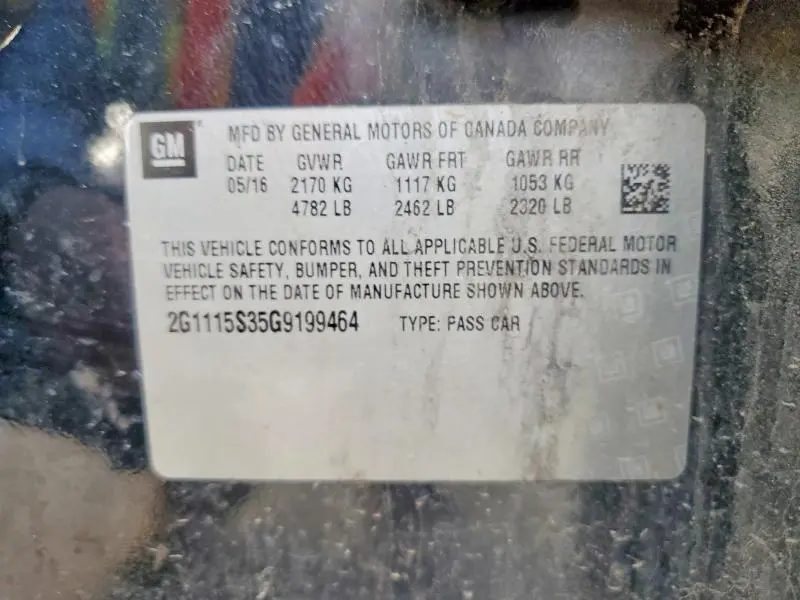 GM® MFD BY GENERAL MOTORS OF CANADA COMPANY
DATE GVWR GAWR FRT GAWR RR
05/16 2170 KG 1117 KG 1053 KG
4782 LB 2462 LB 2320 LB
THIS VEHICLE CONFORMS TO ALL APPLICABLE U.S. FEDERAL MOTOR
VEHICLE SAFETY, BUMPER, AND THEFT PREVENTION STANDARDS IN
EFFECT ON THE DATE OF MANUFACTURE SHOWN ABOVE.
2G1115S35G9199464 TYPE: PASS CAR